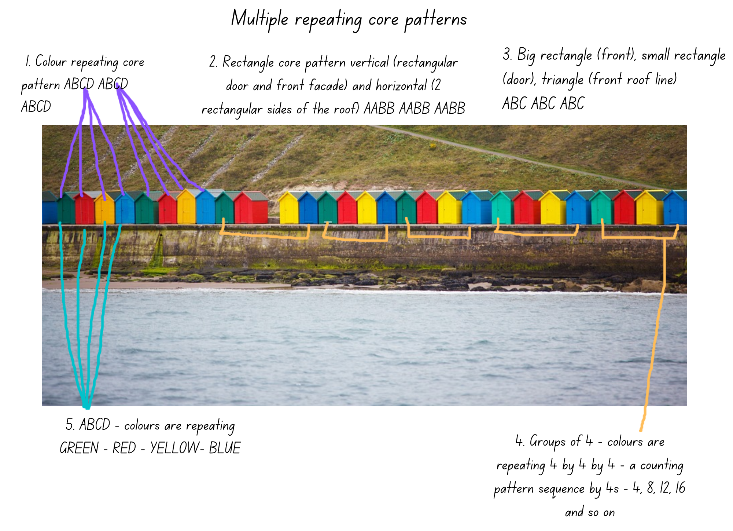 Multiple repeating core patterns
1. Colour repeating core
pattern ABCD ABCD
ABCD
2. Rectangle core pattern vertical (rectangular
door and front facade) and horizontal (2
rectangular sides of the roof) AABB AABB AABB
3. Big rectangle (front), small rectangle
(door), triangle (front roof line)
ABC ABC ABC
5. ABCD - colours are repeating
GREEN - RED - YELLOW- BLUE
4. Groups of 4 - colours are
repeating 4 by 4 by 4 - a counting
pattern sequence by 4s - 4, 8, 12, 16
and so on